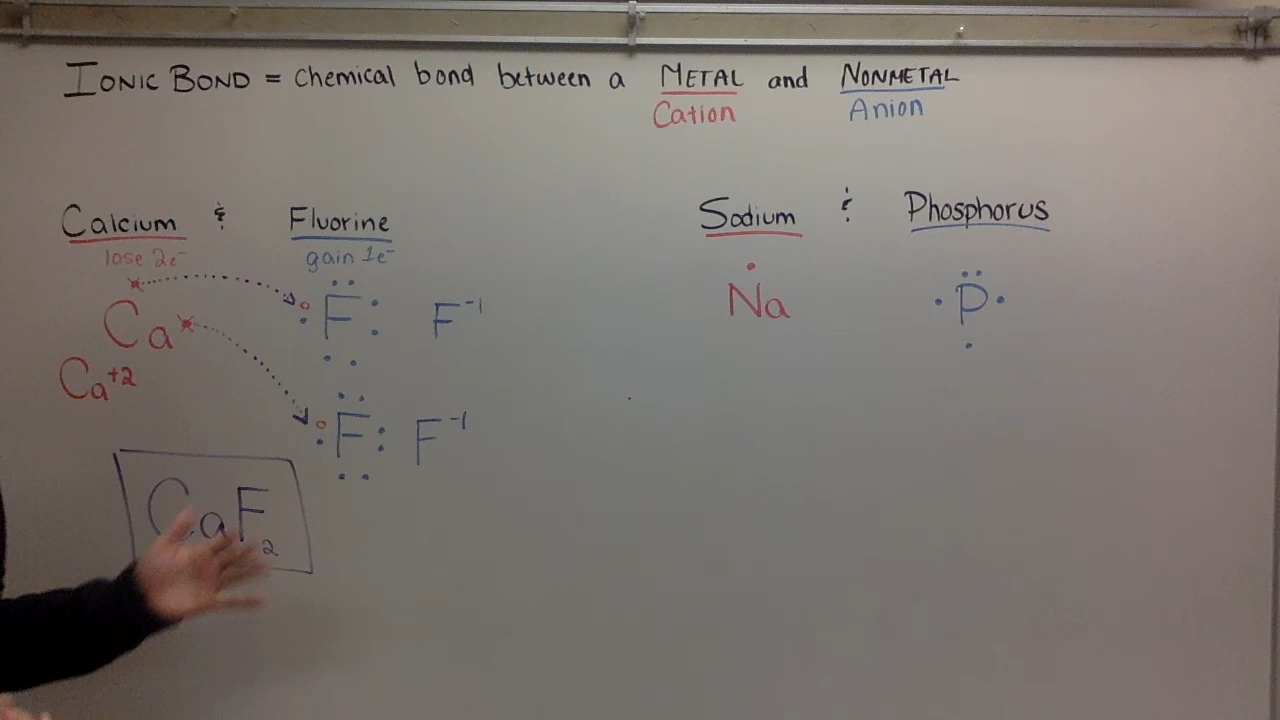 IONIC BOND = chemical bond between a METAL and NONMETAL
Cation Anion
Calcium & Fluorine
lose 2e⁻ gain 1e⁻
Ca F F⁻¹
Ca⁺²
F F⁻¹
CaF₂
Sodium & Phosphorus
Na P